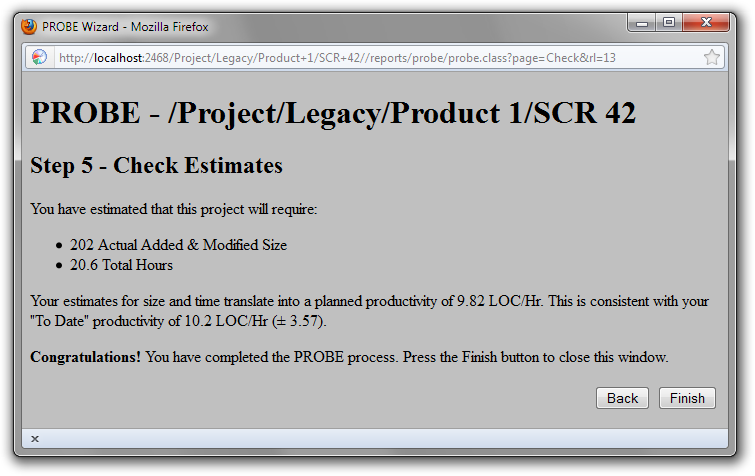 PROBE Wizard - Mozilla Firefox
http://localhost:2468/Project/Legacy/Product+1/SCR+42//reports/probe/probe.class?page=Check&rl=13
PROBE - /Project/Legacy/Product 1/SCR 42
Step 5 - Check Estimates
You have estimated that this project will require:
• 202 Actual Added & Modified Size
• 20.6 Total Hours
Your estimates for size and time translate into a planned productivity of 9.82 LOC/Hr. This is consistent with your
"To Date" productivity of 10.2 LOC/Hr (± 3.57).
Congratulations! You have completed the PROBE process. Press the Finish button to close this window.
Back Finish
x